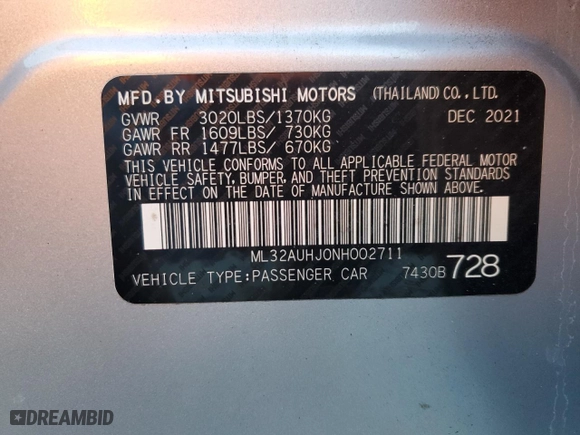 MFD. BY MITSUBISHI MOTORS (THAILAND) CO., LTD.
GVWR 3020LBS/1370KG DEC 2021
GAWR FR 1609LBS/ 730KG
GAWR RR 1477LBS/ 670KG
THIS VEHICLE CONFORMS TO ALL APPLICABLE FEDERAL MOTOR
VEHICLE SAFETY, BUMPER, AND THEFT PREVENTION STANDARDS
IN EFFECT ON THE DATE OF MANUFACTURE SHOWN ABOVE.
ML32AUHJ0NH002711
VEHICLE TYPE:PASSENGER CAR 7430B 728
DREAMBID